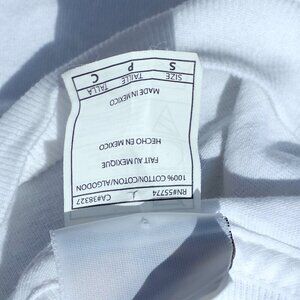 SIZE TAILLE TALLA
S P C
MADE IN MEXICO
HECHO EN MEXICO
FAIT AU MEXIQUE
100% COTTON/COTON/ALGODON
RN#55774 CA#38327